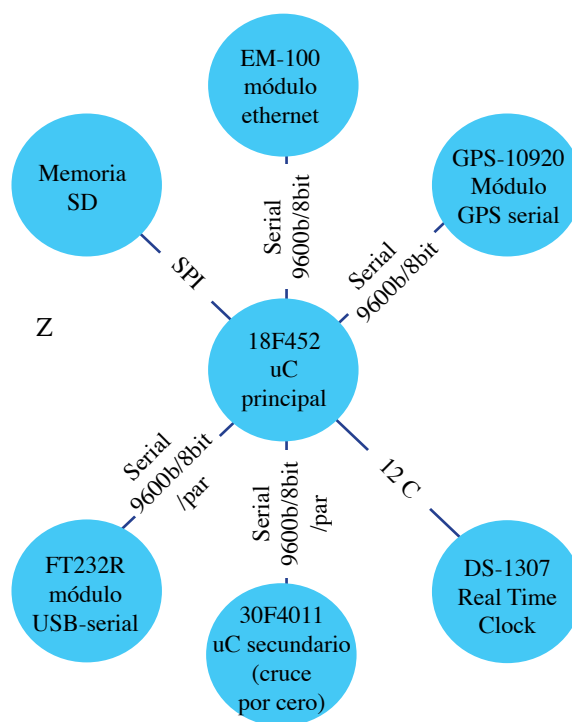 EM-100
módulo
ethernet
Memoria
SD
GPS-10920
Módulo
GPS serial
SPI
Serial
9600b/8bit
Serial
9600b/8bit
Z
18F452
uC
principal
Serial
9600b/8bit
/par
Serial
9600b/8bit
/par
12 C
FT232R
módulo
USB-serial
30F4011
uC secundario
(cruce
por cero)
DS-1307
Real Time
Clock